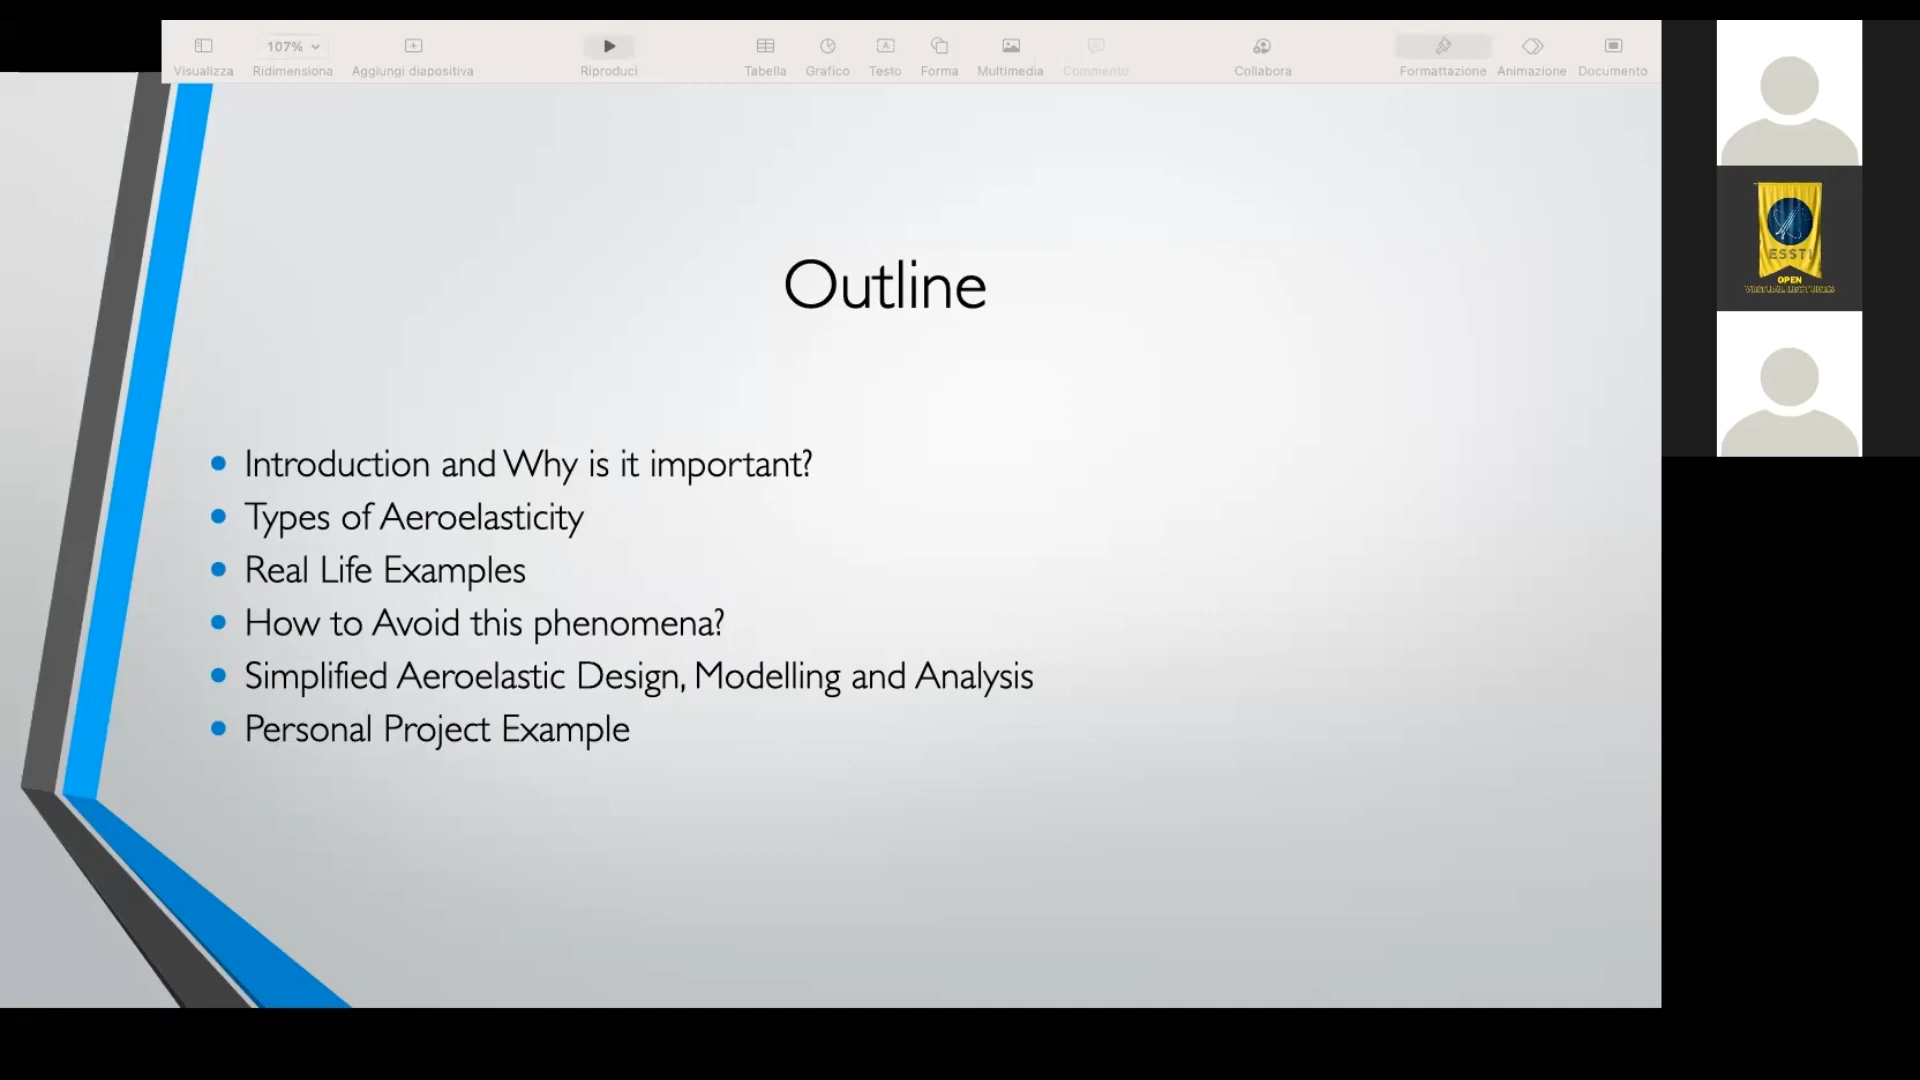 107%
Visualizza Ridimensiona Aggiungi diapositiva Riproduci Tabella Grafico Testo Forma Multimedia Commento Collabora Formattazione Animazione Documento
Outline
Introduction and Why is it important?
Types of Aeroelasticity
Real Life Examples
How to Avoid this phenomena?
Simplified Aeroelastic Design, Modelling and Analysis
Personal Project Example
ESSTI
OPEN
VIRTUAL LECTURES